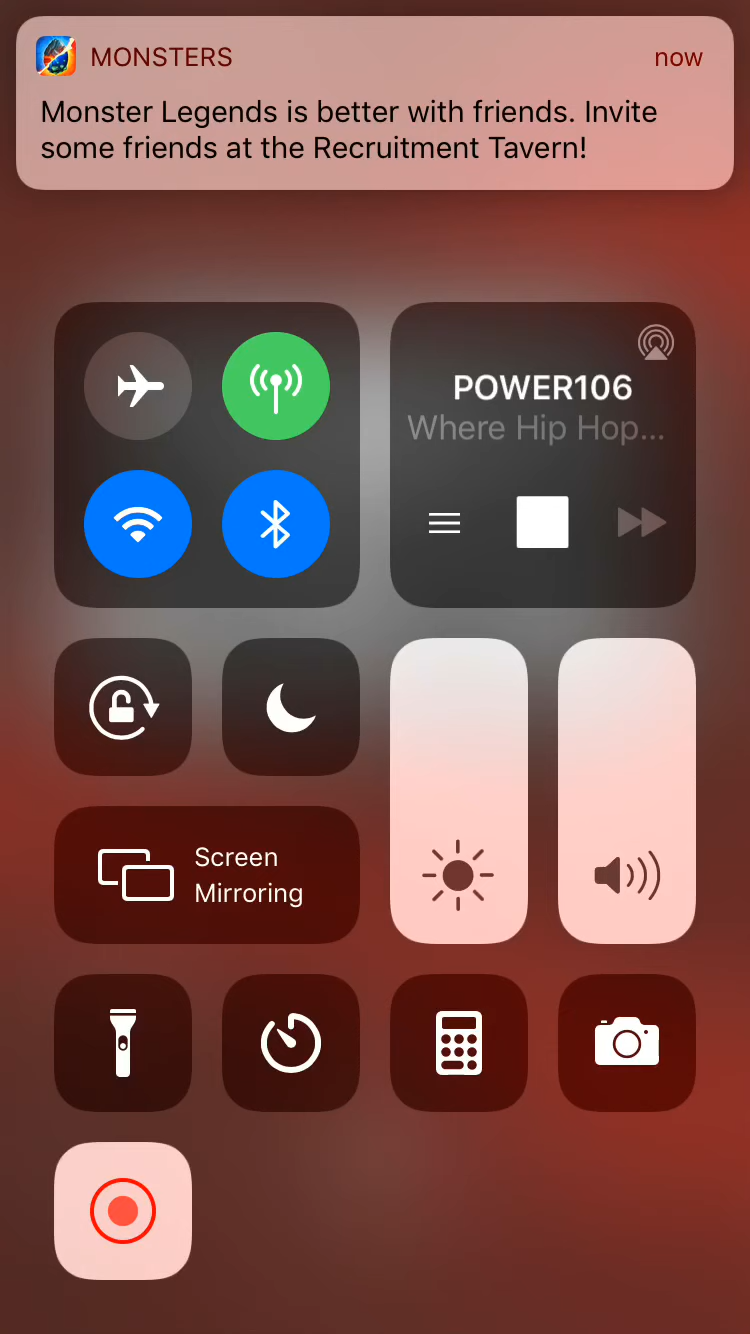 MONSTERS
now
Monster Legends is better with friends. Invite
some friends at the Recruitment Tavern!
POWER106
Where Hip Hop...
Screen
Mirroring